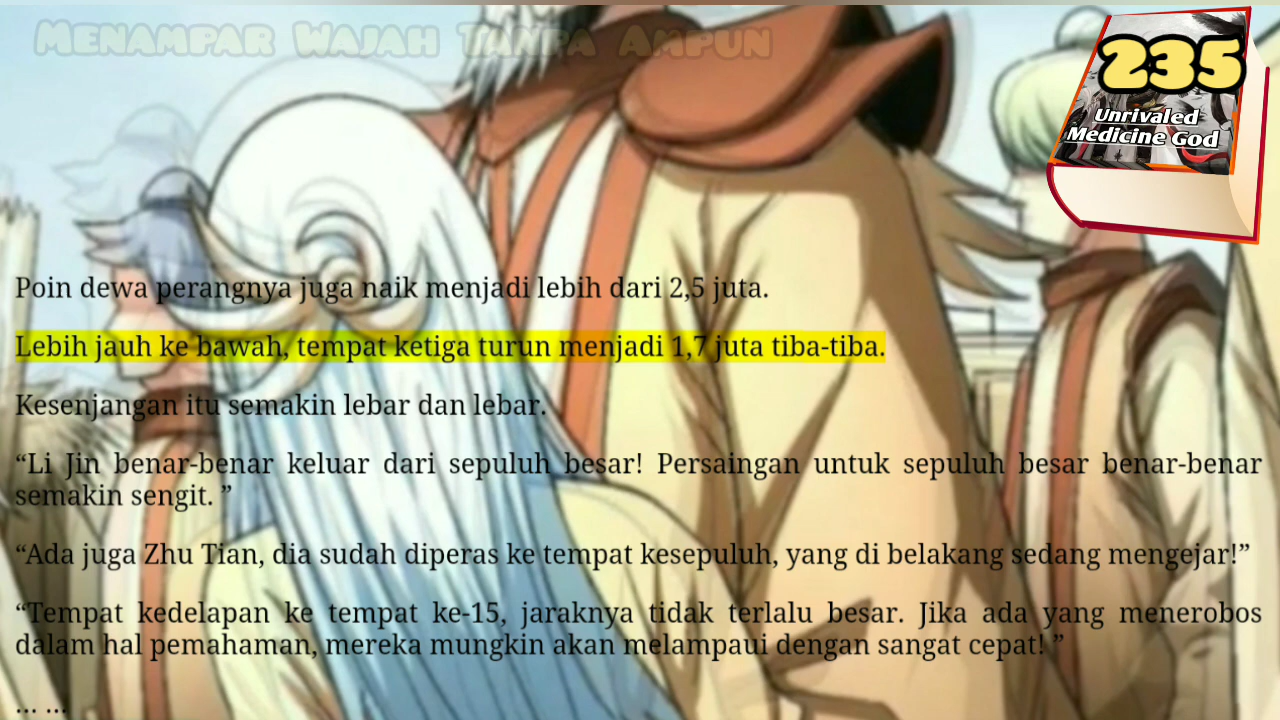 Menampar Wajah Tanpa Ampun
235
Unrivaled
Medicine God
Poin dewa perangnya juga naik menjadi lebih dari 2,5 juta.
Lebih jauh ke bawah, tempat ketiga turun menjadi 1,7 juta tiba-tiba.
Kesenjangan itu semakin lebar dan lebar.
“Li Jin benar-benar keluar dari sepuluh besar! Persaingan untuk sepuluh besar benar-benar
semakin sengit. ”
“Ada juga Zhu Tian, dia sudah diperas ke tempat kesepuluh, yang di belakang sedang mengejar!”
“Tempat kedelapan ke tempat ke-15, jaraknya tidak terlalu besar. Jika ada yang menerobos
dalam hal pemahaman, mereka mungkin akan melampaui dengan sangat cepat! ”
... ...